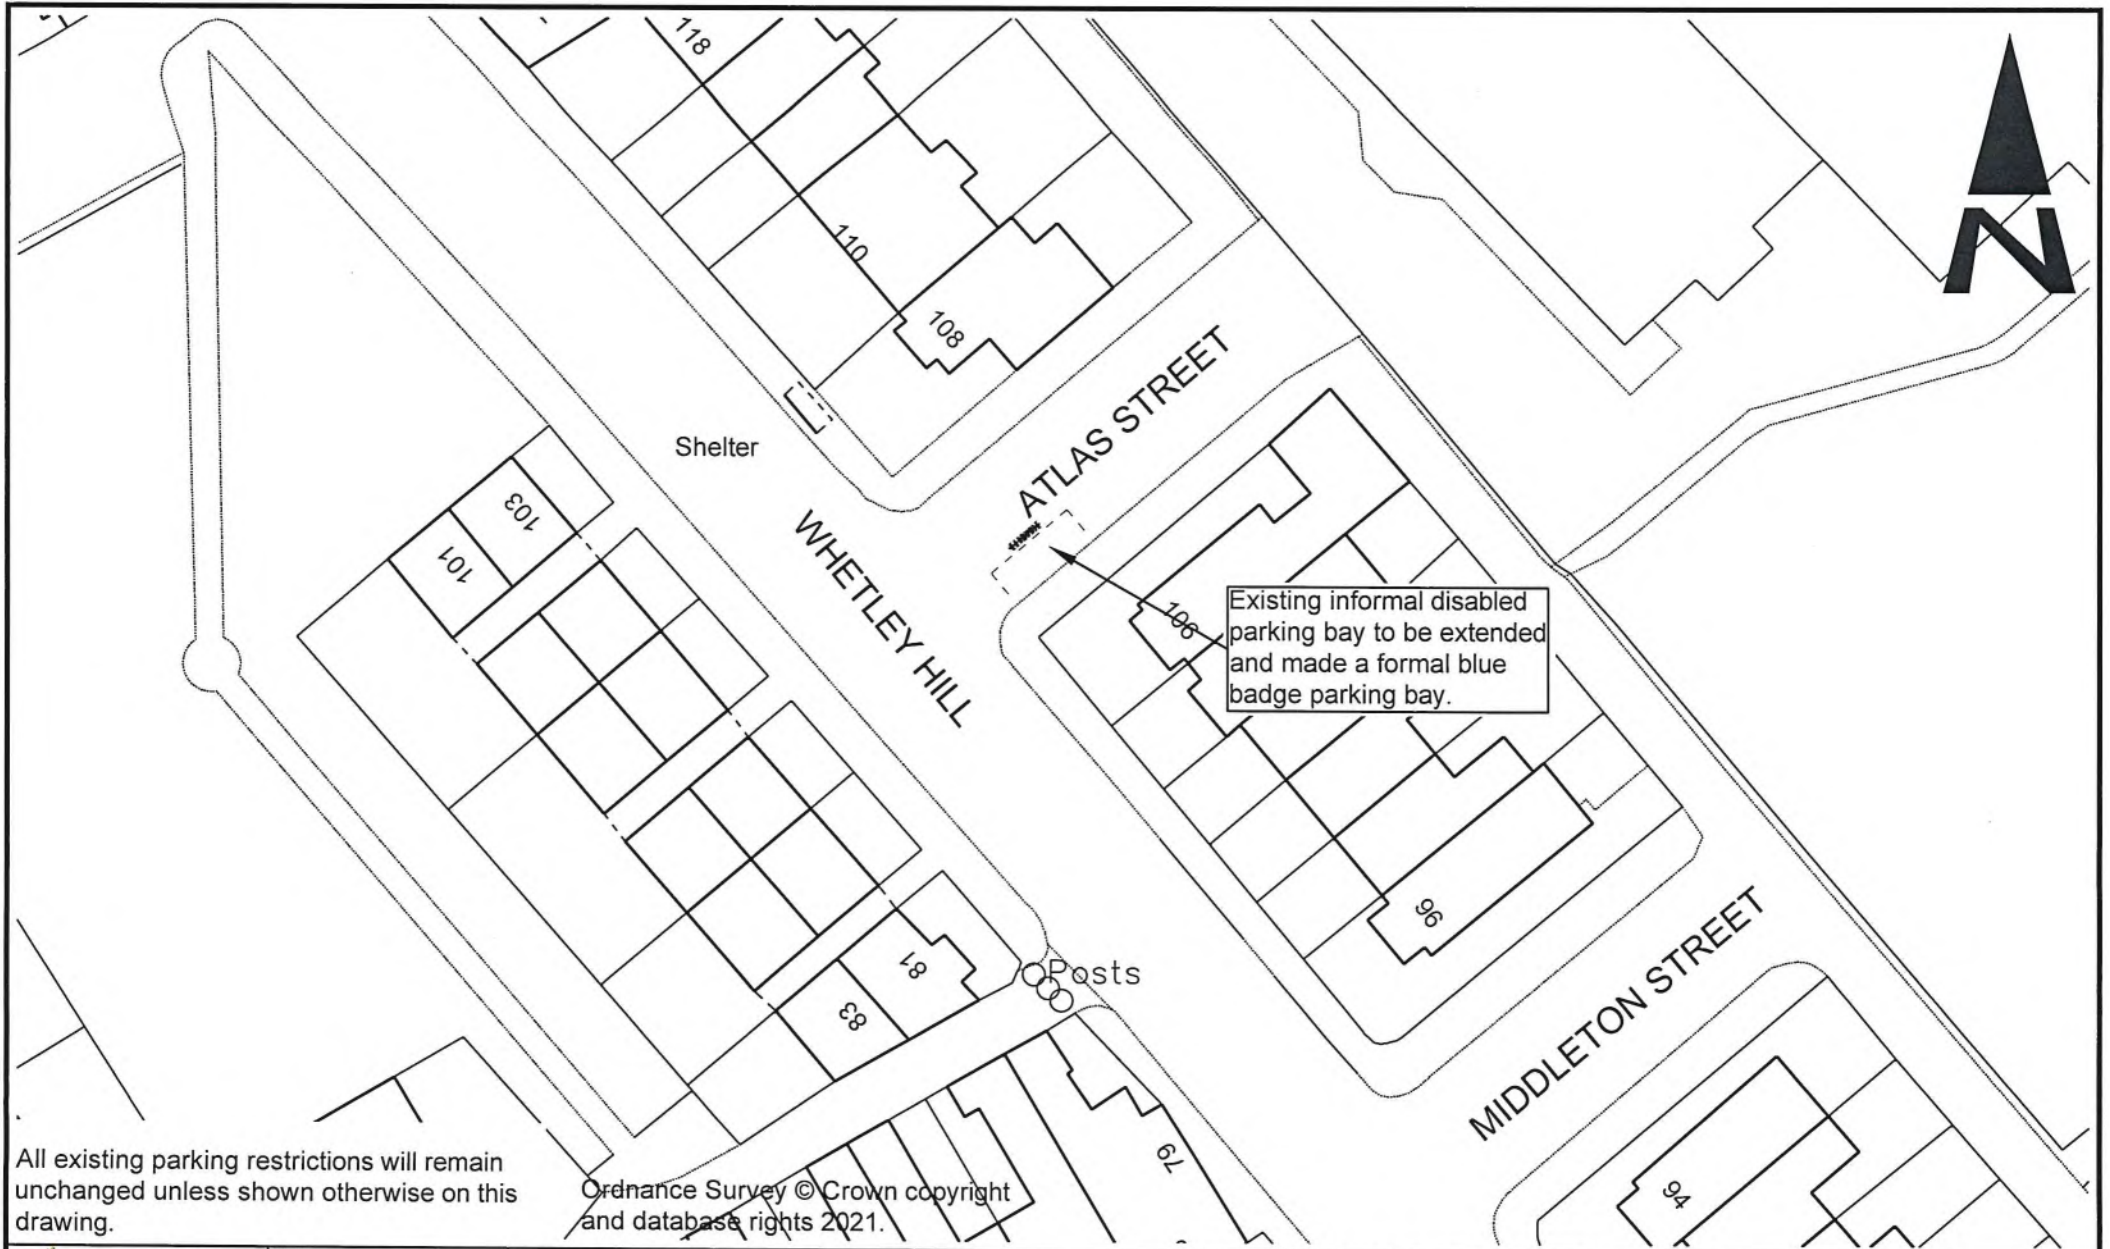 118
110
108
N
ATLAS STREET
Shelter
103
101
WHETLEY HILL
106
Existing informal disabled
parking bay to be extended
and made a formal blue
badge parking bay.
96
81
83
Posts
MIDDLETON STREET
79
94
All existing parking restrictions will remain
unchanged unless shown otherwise on this
drawing.
Ordnance Survey © Crown copyright
and database rights 2021.